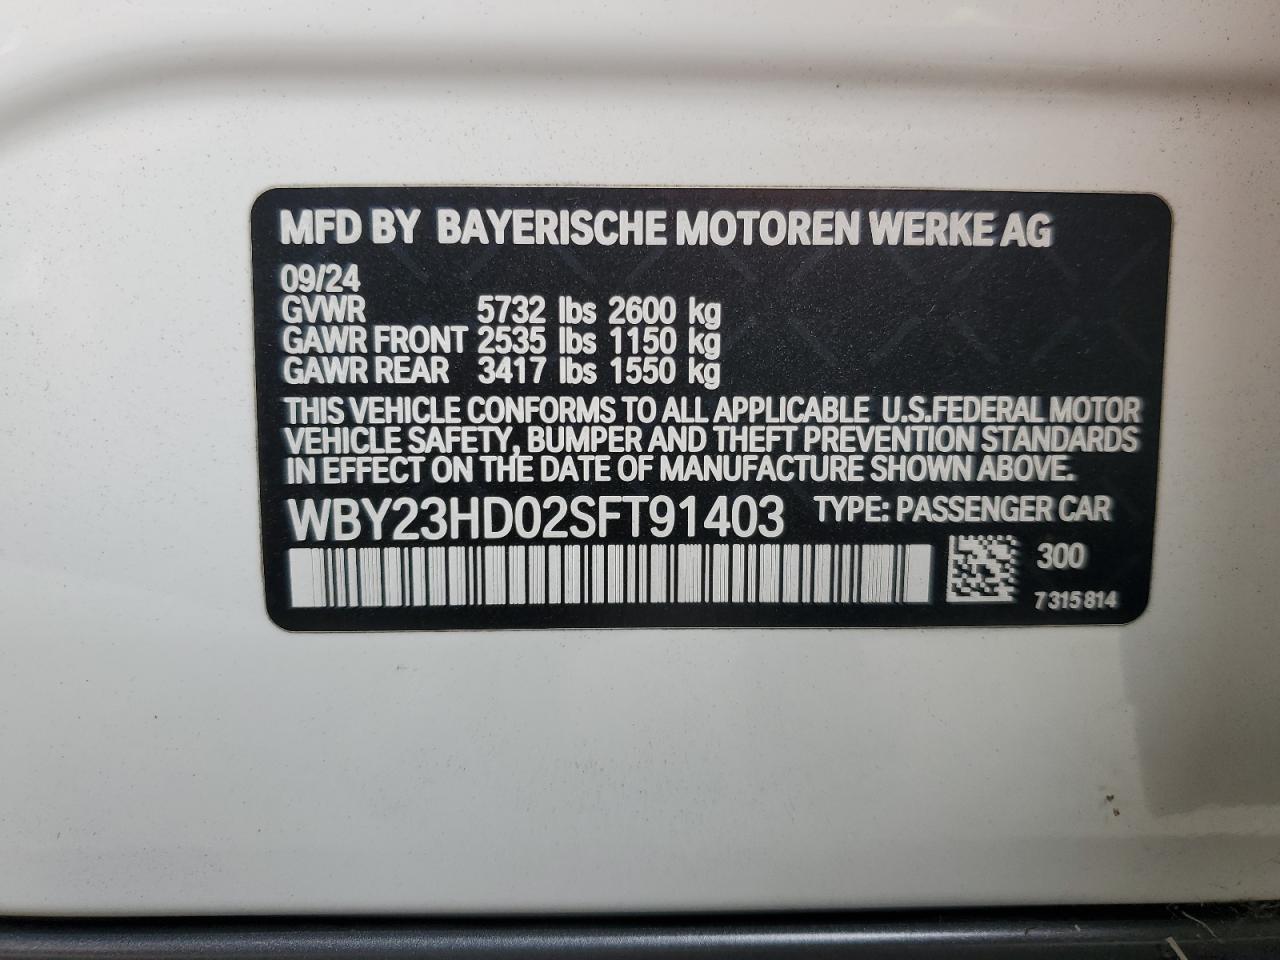 MFD BY BAYERISCHE MOTOREN WERKE AG
09/24
GVWR 5732 lbs 2600 kg
GAWR FRONT 2535 lbs 1150 kg
GAWR REAR 3417 lbs 1550 kg
THIS VEHICLE CONFORMS TO ALL APPLICABLE U.S.FEDERAL MOTOR
VEHICLE SAFETY, BUMPER AND THEFT PREVENTION STANDARDS
IN EFFECT ON THE DATE OF MANUFACTURE SHOWN ABOVE.
WBY23HD02SFT91403 TYPE: PASSENGER CAR
300
7 315 814